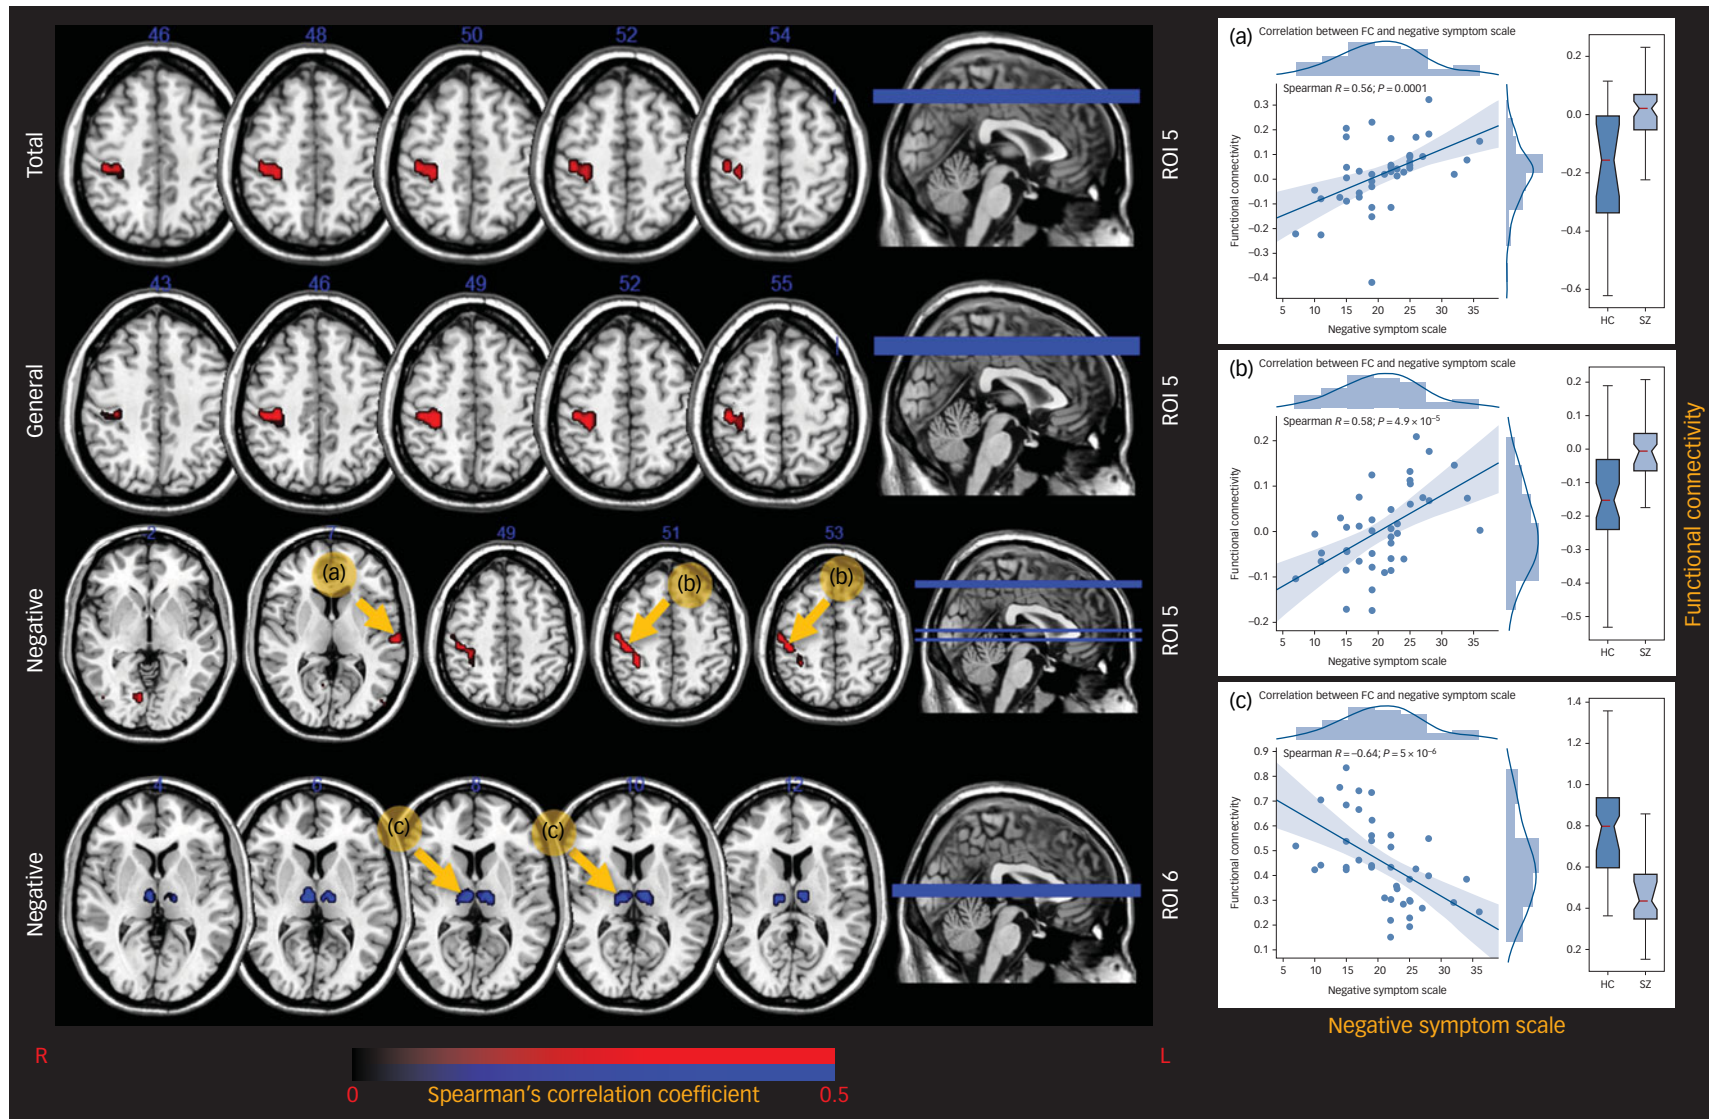 46 48 50 52 54
Total
ROI 5
43 46 49 52 55
General
ROI 5
2 7 49 51 53
(a) (b) (b)
Negative
ROI 5
4 6 8 10 12
(c) (c)
Negative
ROI 6
R
L
0 Spearman's correlation coefficient 0.5
(a) Correlation between FC and negative symptom scale
Spearman R = 0.56; P = 0.0001
Functional connectivity
0.3
0.2
0.1
0.0
−0.1
−0.2
−0.3
−0.4
5 10 15 20 25 30 35
Negative symptom scale
0.2
0.0
−0.2
−0.4
−0.6
HC SZ
(b) Correlation between FC and negative symptom scale
Spearman R = 0.58; P = 4.9 × 10⁻⁵
Functional connectivity
0.2
0.1
0.0
−0.1
−0.2
5 10 15 20 25 30 35
Negative symptom scale
0.2
0.1
0.0
−0.1
−0.2
−0.3
−0.4
−0.5
HC SZ
(c) Correlation between FC and negative symptom scale
Spearman R = −0.64; P = 5 × 10⁻⁶
Functional connectivity
0.9
0.8
0.7
0.6
0.5
0.4
0.3
0.2
0.1
5 10 15 20 25 30 35
Negative symptom scale
1.4
1.2
1.0
0.8
0.6
0.4
0.2
HC SZ
Functional connectivity
Negative symptom scale